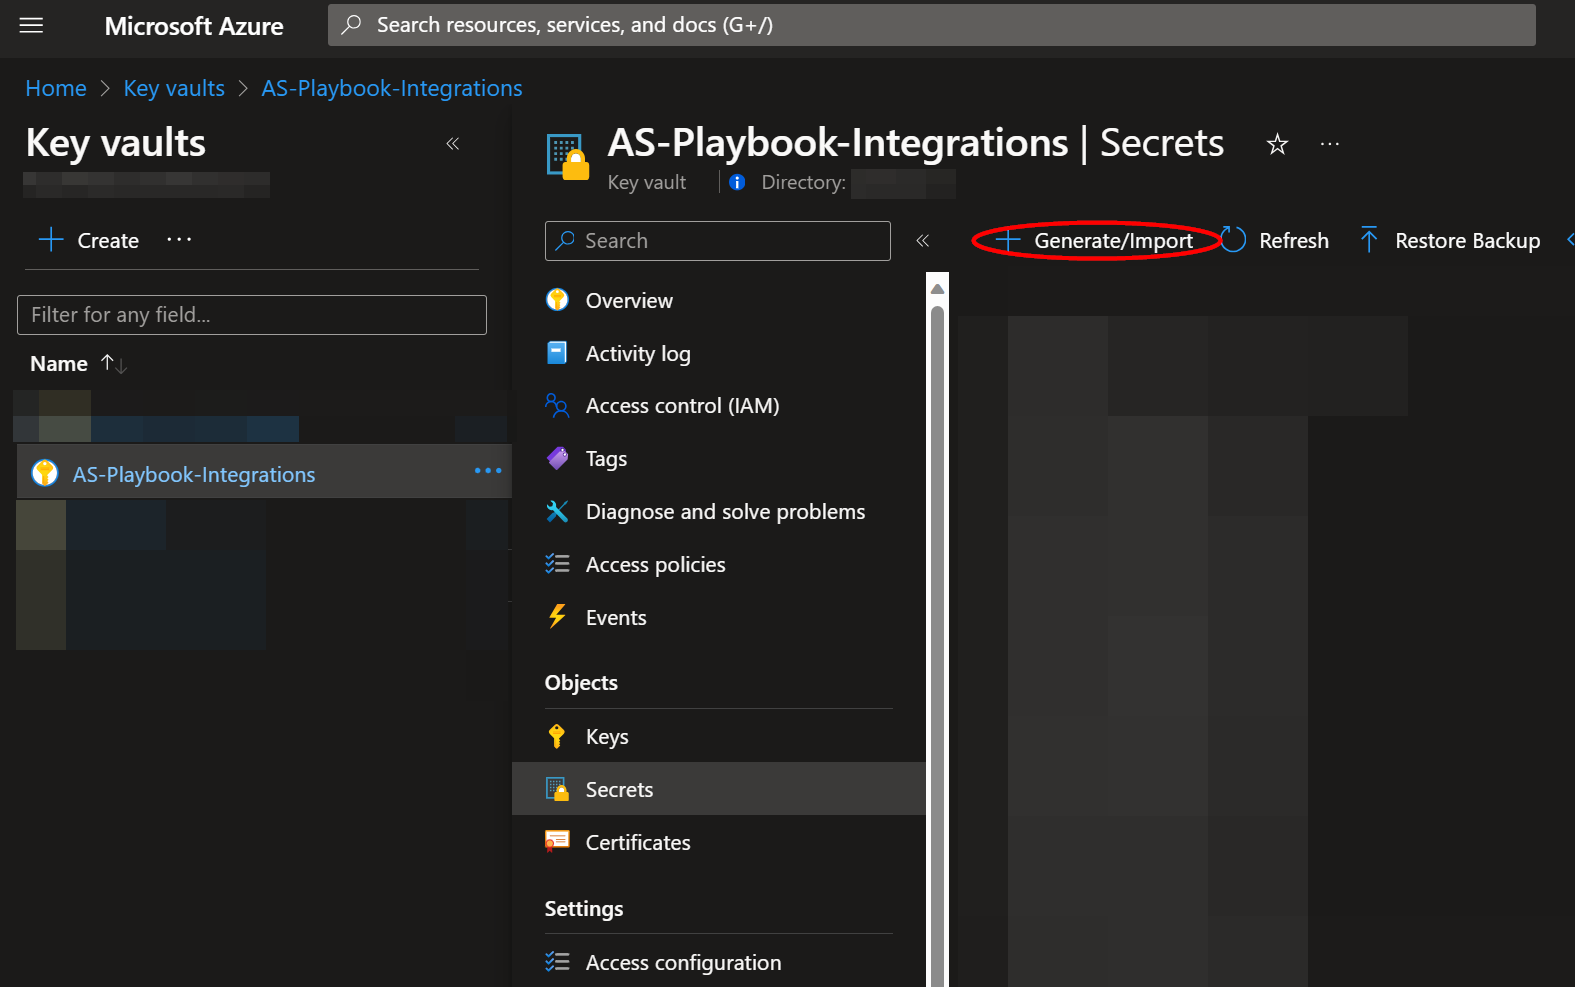 Microsoft Azure
Search resources, services, and docs (G+/)
Home > Key vaults > AS-Playbook-Integrations
Key vaults
«
+ Create ...
Filter for any field...
Name ↑↓
AS-Playbook-Integrations ...
AS-Playbook-Integrations | Secrets ☆ ...
Key vault | Directory:
Search «
+ Generate/Import Refresh Restore Backup
Overview
Activity log
Access control (IAM)
Tags
Diagnose and solve problems
Access policies
Events
Objects
Keys
Secrets
Certificates
Settings
Access configuration